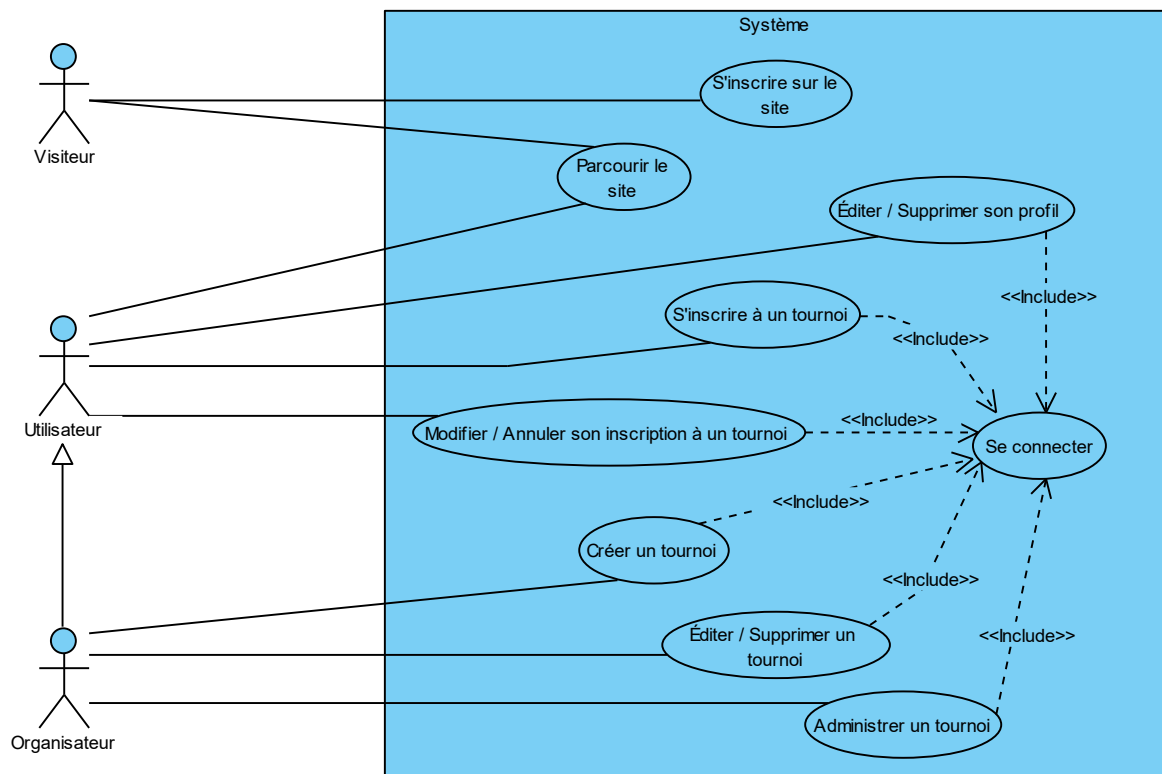 Système
S'inscrire sur le
site
Visiteur
Parcourir le
site
Éditer / Supprimer son profil
<<Include>>
S'inscrire à un tournoi
<<Include>>
Utilisateur
Modifier / Annuler son inscription à un tournoi
<<Include>>
Se connecter
<<Include>>
Créer un tournoi
<<Include>>
Éditer / Supprimer un
tournoi
<<Include>>
Administrer un tournoi
Organisateur